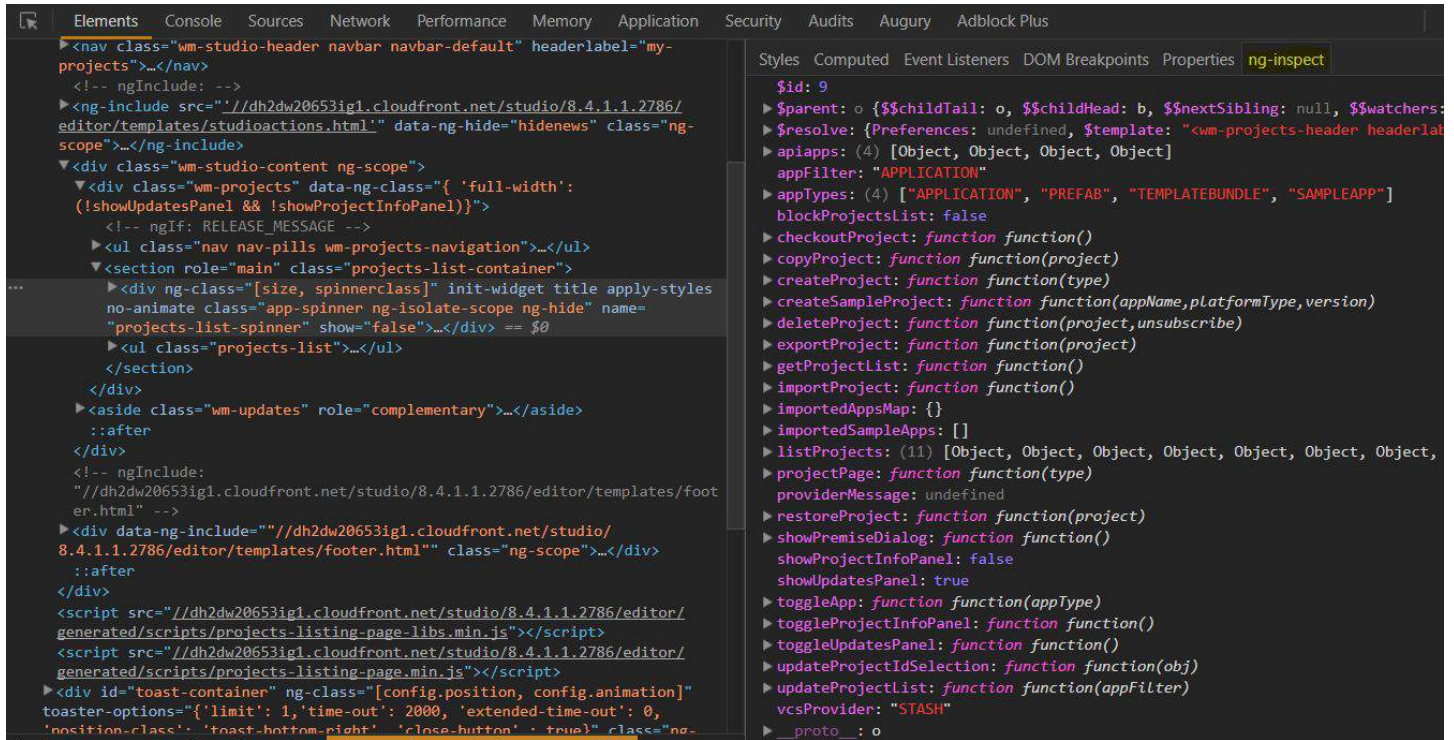 Elements Console Sources Network Performance Memory Application Security Audits Augury Adblock Plus
▶<nav class="wm-studio-header navbar navbar-default" headerlabel="my-
projects">…</nav>
<!-- ngInclude: -->
▶<ng-include src="'//dh2dw20653ig1.cloudfront.net/studio/8.4.1.1.2786/
editor/templates/studioactions.html'" data-ng-hide="hidenews" class="ng-
scope">…</ng-include>
▼<div class="wm-studio-content ng-scope">
▼<div class="wm-projects" data-ng-class="{ 'full-width':
(!showUpdatesPanel && !showProjectInfoPanel)}">
<!-- ngIf: RELEASE_MESSAGE -->
▶<ul class="nav nav-pills wm-projects-navigation">…</ul>
▼<section role="main" class="projects-list-container">
… ▶<div ng-class="[size, spinnerclass]" init-widget title apply-styles
no-animate class="app-spinner ng-isolate-scope ng-hide" name=
"projects-list-spinner" show="false">…</div> == $0
▶<ul class="projects-list">…</ul>
</section>
</div>
▶<aside class="wm-updates" role="complementary">…</aside>
::after
</div>
<!-- ngInclude:
"//dh2dw20653ig1.cloudfront.net/studio/8.4.1.1.2786/editor/templates/foot
er.html" -->
▶<div data-ng-include=""//dh2dw20653ig1.cloudfront.net/studio/
8.4.1.1.2786/editor/templates/footer.html"" class="ng-scope">…</div>
::after
</div>
<script src="//dh2dw20653ig1.cloudfront.net/studio/8.4.1.1.2786/editor/
generated/scripts/projects-listing-page-libs.min.js"></script>
<script src="//dh2dw20653ig1.cloudfront.net/studio/8.4.1.1.2786/editor/
generated/scripts/projects-listing-page.min.js"></script>
▶<div id="toast-container" ng-class="[config.position, config.animation]"
toaster-options="{'limit': 1,'time-out': 2000, 'extended-time-out': 0,
'position-class': 'toast-bottom-right', 'close-button' : true}" class="ng-
Styles Computed Event Listeners DOM Breakpoints Properties ng-inspect
$id: 9
▶$parent: o {$$childTail: o, $$childHead: b, $$nextSibling: null, $$watchers:
▶$resolve: {Preferences: undefined, $template: "<wm-projects-header headerlab
▶apiapps: (4) [Object, Object, Object, Object]
appFilter: "APPLICATION"
▶appTypes: (4) ["APPLICATION", "PREFAB", "TEMPLATEBUNDLE", "SAMPLEAPP"]
blockProjectsList: false
▶checkoutProject: function function()
▶copyProject: function function(project)
▶createProject: function function(type)
▶createSampleProject: function function(appName,platformType,version)
▶deleteProject: function function(project,unsubscribe)
▶exportProject: function function(project)
▶getProjectList: function function()
▶importProject: function function()
▶importedAppsMap: {}
▶importedSampleApps: []
▶listProjects: (11) [Object, Object, Object, Object, Object, Object, Object,
▶projectPage: function function(type)
providerMessage: undefined
▶restoreProject: function function(project)
▶showPremiseDialog: function function()
showProjectInfoPanel: false
showUpdatesPanel: true
▶toggleApp: function function(appType)
▶toggleProjectInfoPanel: function function()
▶toggleUpdatesPanel: function function()
▶updateProjectIdSelection: function function(obj)
▶updateProjectList: function function(appFilter)
vcsProvider: "STASH"
▶__proto__: o